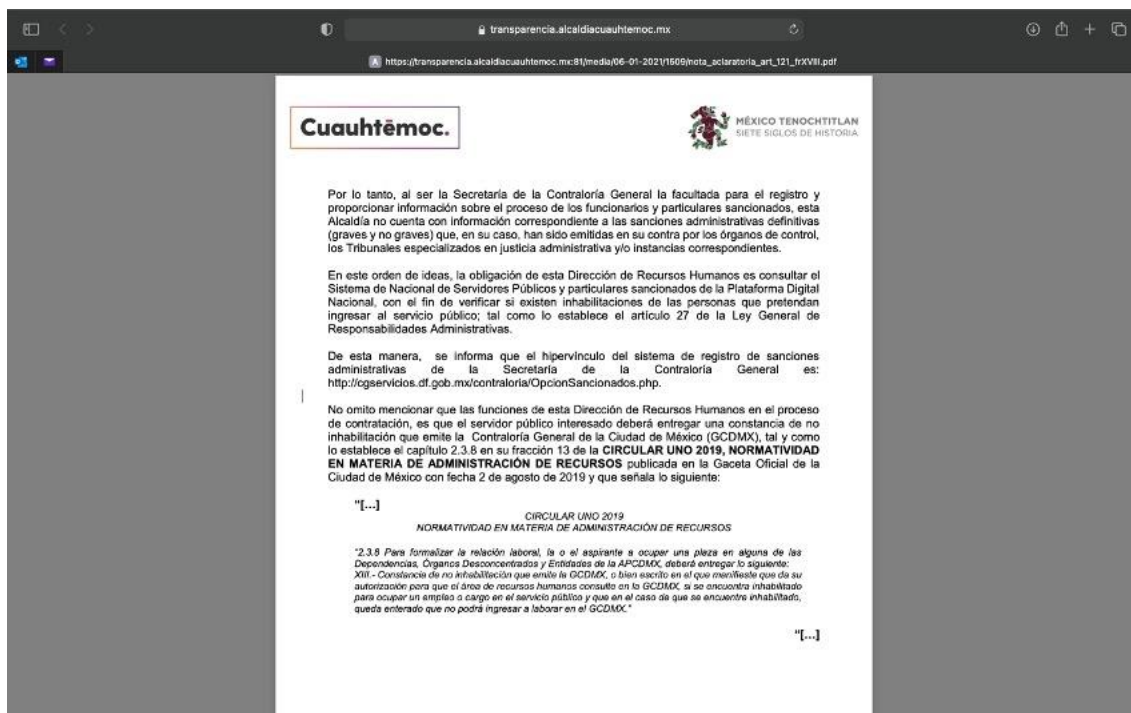 transparencia.alcaldiacuauhtemoc.mx
https://transparencia.alcaldiacuauhtemoc.mx:81/media/06-01-2021/1509/nota_aclaratoria_art_121_frXVIII.pdf
Cuauhtēmoc.
MÉXICO TENOCHTITLAN
SIETE SIGLOS DE HISTORIA
Por lo tanto, al ser la Secretaría de la Contraloría General la facultada para el registro y
proporcionar información sobre el proceso de los funcionarios y particulares sancionados, esta
Alcaldía no cuenta con información correspondiente a las sanciones administrativas definitivas
(graves y no graves) que, en su caso, han sido emitidas en su contra por los órganos de control,
los Tribunales especializados en justicia administrativa y/o instancias correspondientes.
En este orden de ideas, la obligación de esta Dirección de Recursos Humanos es consultar el
Sistema de Nacional de Servidores Públicos y particulares sancionados de la Plataforma Digital
Nacional, con el fin de verificar si existen inhabilitaciones de las personas que pretendan
ingresar al servicio público; tal como lo establece el artículo 27 de la Ley General de
Responsabilidades Administrativas.
De esta manera, se informa que el hipervínculo del sistema de registro de sanciones
administrativas de la Secretaría de la Contraloría General es:
http://cgservicios.df.gob.mx/contraloria/OpcionSancionados.php.
No omito mencionar que las funciones de esta Dirección de Recursos Humanos en el proceso
de contratación, es que el servidor público interesado deberá entregar una constancia de no
inhabilitación que emite la Contraloría General de la Ciudad de México (GCDMX), tal y como
lo establece el capítulo 2.3.8 en su fracción 13 de la CIRCULAR UNO 2019, NORMATIVIDAD
EN MATERIA DE ADMINISTRACIÓN DE RECURSOS publicada en la Gaceta Oficial de la
Ciudad de México con fecha 2 de agosto de 2019 y que señala lo siguiente:
"[...]
CIRCULAR UNO 2019
NORMATIVIDAD EN MATERIA DE ADMINISTRACIÓN DE RECURSOS
"2.3.8 Para formalizar la relación laboral, la o el aspirante a ocupar una plaza en alguna de las
Dependencias, Órganos Desconcentrados y Entidades de la APCDMX, deberá entregar lo siguiente:
XIII.- Constancia de no inhabilitación que emite la GCDMX, o bien escrito en el que manifieste que da su
autorización para que el área de recursos humanos consulte en la GCDMX, si se encuentra inhabilitado
para ocupar un empleo o cargo en el servicio público y que en el caso de que se encuentre inhabilitado,
queda enterado que no podrá ingresar a laborar en el GCDMX."
"[...]